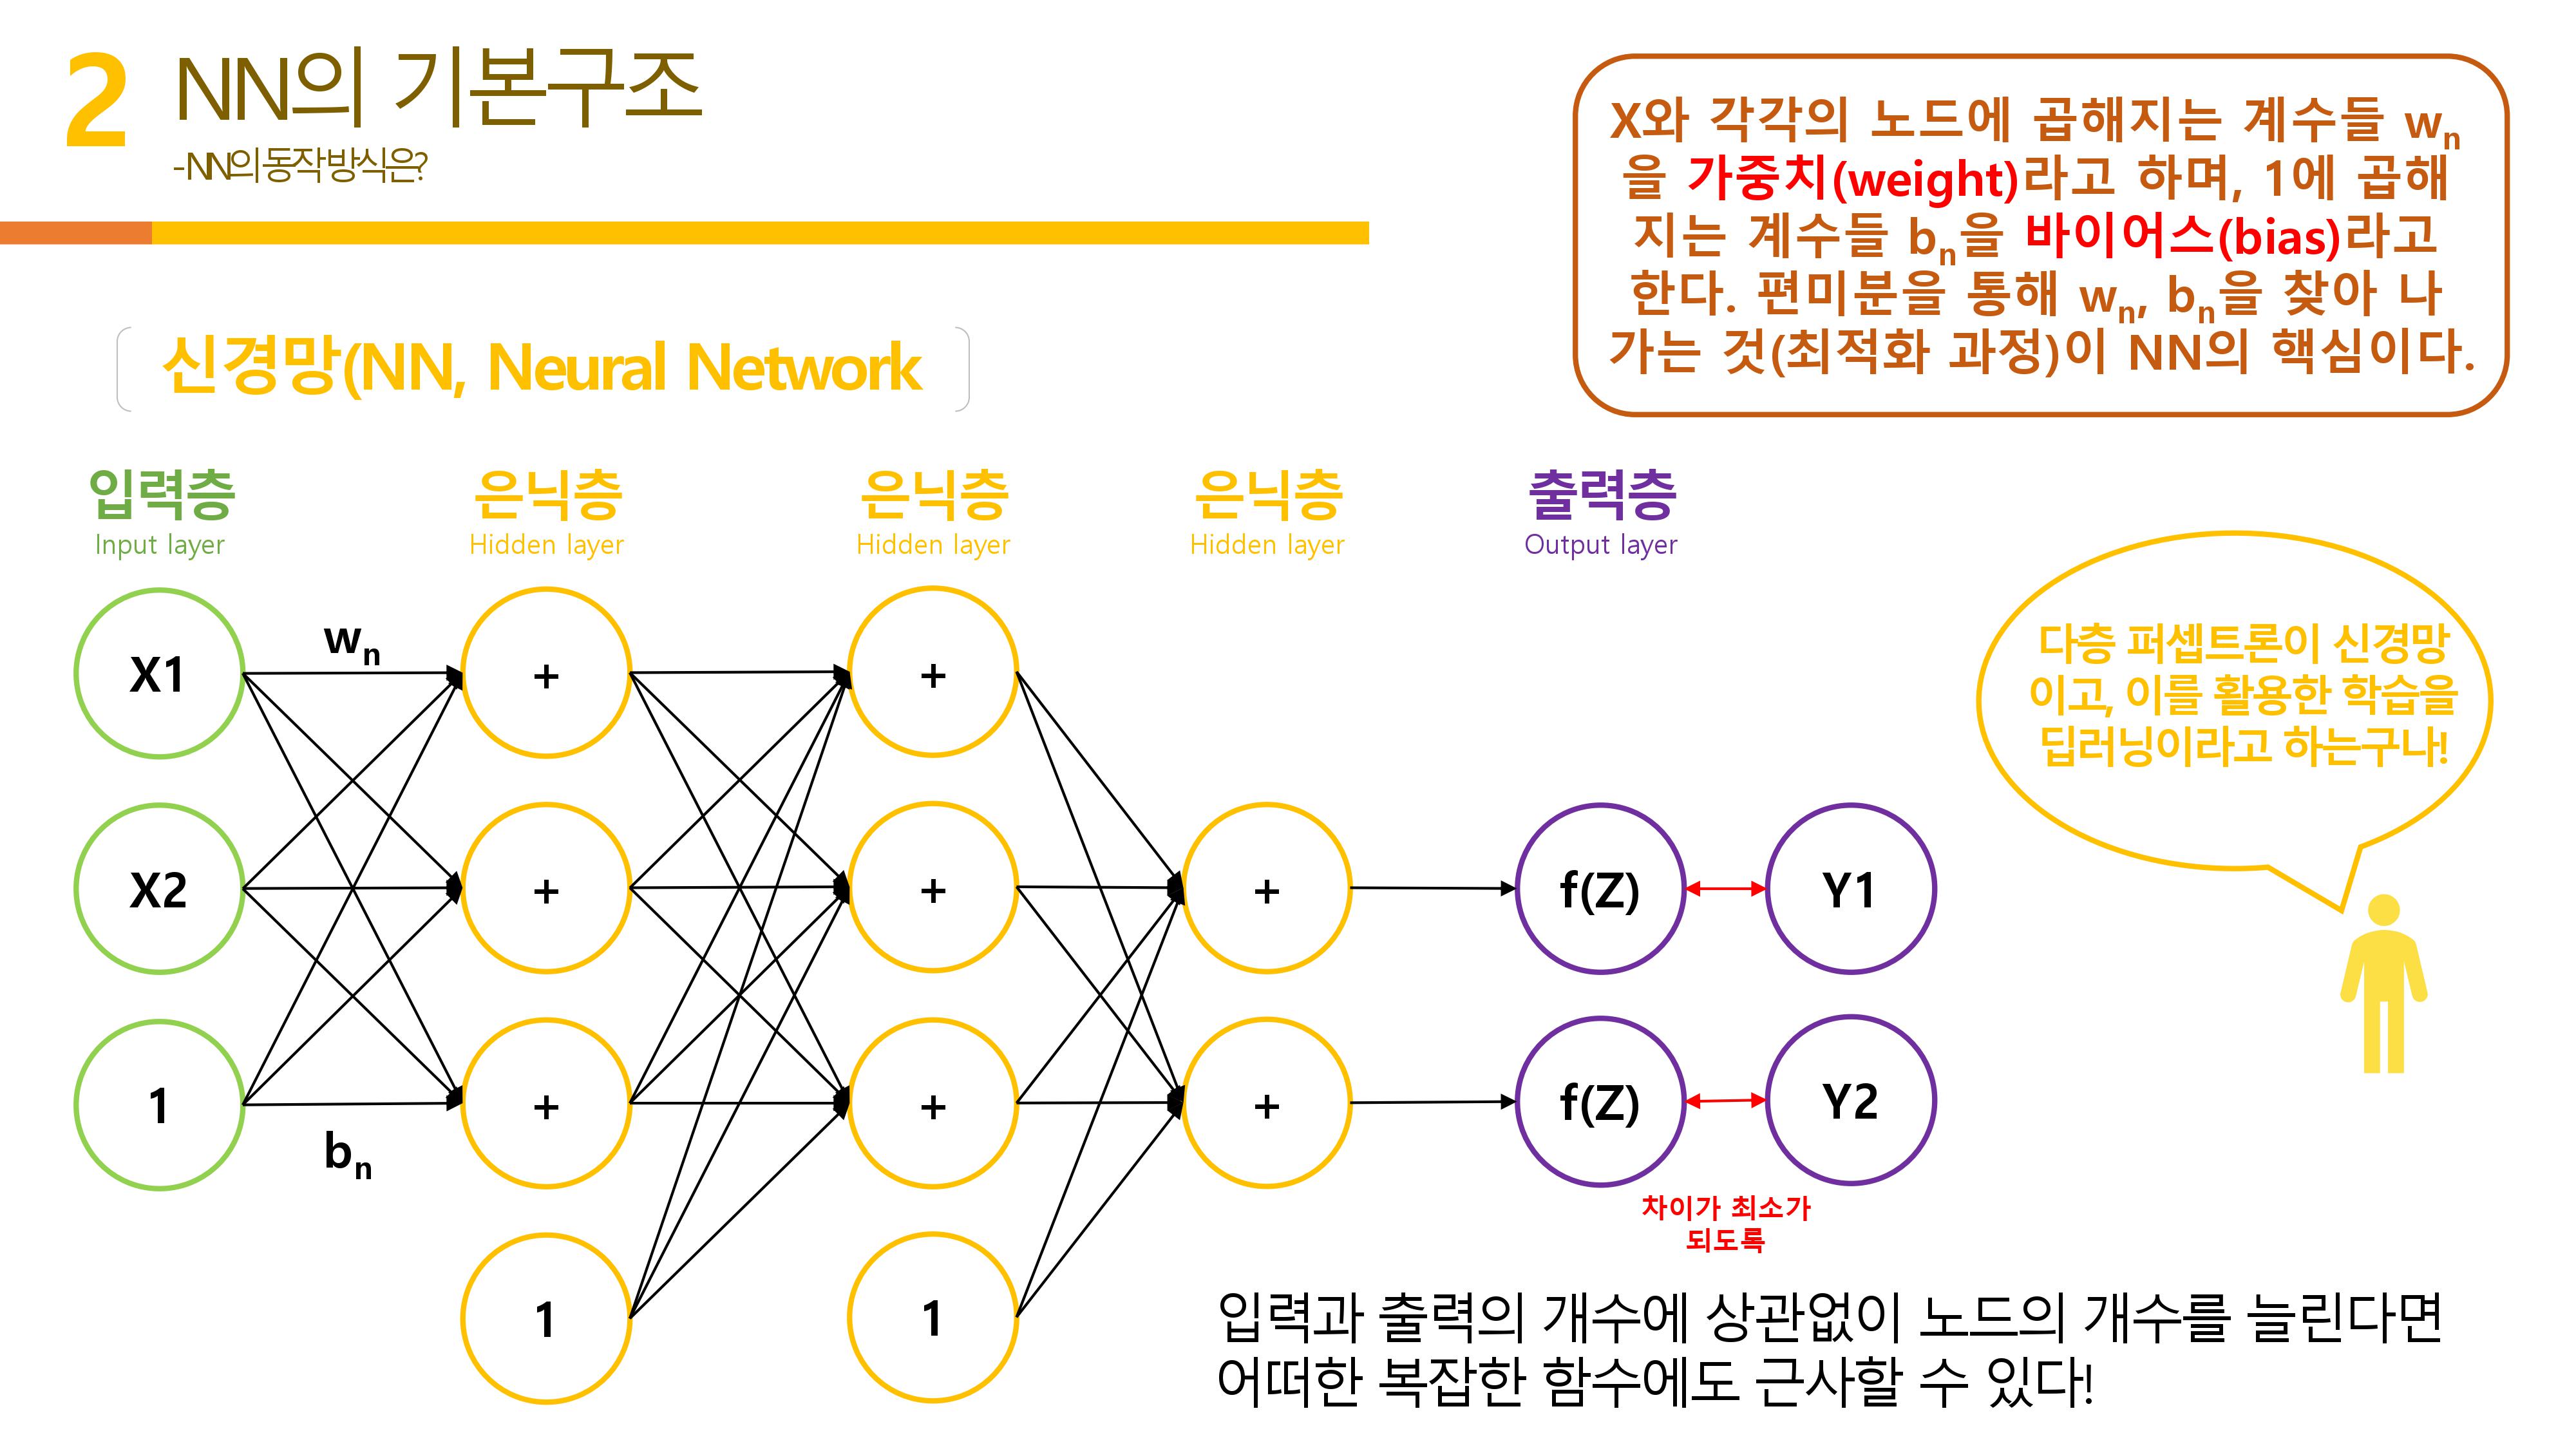 2
NN의 기본구조
-NN의 동작 방식은?
X와 각각의 노드에 곱해지는 계수들 wn
을 가중치(weight)라고 하며, 1에 곱해
지는 계수들 bn을 바이어스(bias)라고
한다. 편미분을 통해 wn, bn을 찾아 나
가는 것(최적화 과정)이 NN의 핵심이다.
신경망(NN, Neural Network
입력층 은닉층 은닉층 은닉층 출력층
Input layer Hidden layer Hidden layer Hidden layer Output layer
다층 퍼셉트론이 신경망
이고, 이를 활용한 학습을
딥러닝이라고 하는구나!
wn
X1 + +
X2 + + + f(Z) Y1
1 + + + f(Z) Y2
bn
차이가 최소가
되도록
1 1
입력과 출력의 개수에 상관없이 노드의 개수를 늘린다면
어떠한 복잡한 함수에도 근사할 수 있다!